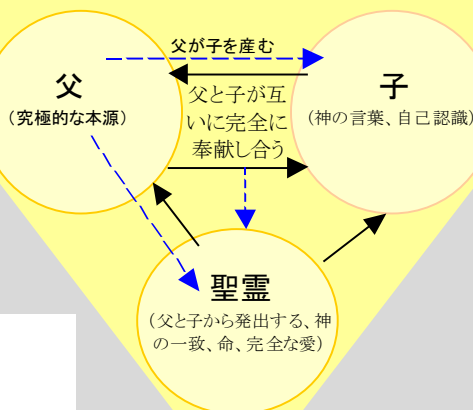 父が子を産む
父
(究極的な本源)
子
(神の言葉、自己認識)
父と子が互
いに完全に
奉献し合う
聖霊
(父と子から発出する、神
の一致、命、完全な愛)